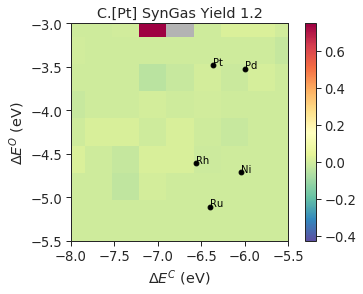 C.[Pt] SynGas Yield 1.2
−3.0
−3.5
−4.0
−4.5
−5.0
−5.5
ΔE^O (eV)
Pt
Pd
Rh
Ni
Ru
−8.0 −7.5 −7.0 −6.5 −6.0 −5.5
ΔE^C (eV)
0.6
0.4
0.2
0.0
−0.2
−0.4